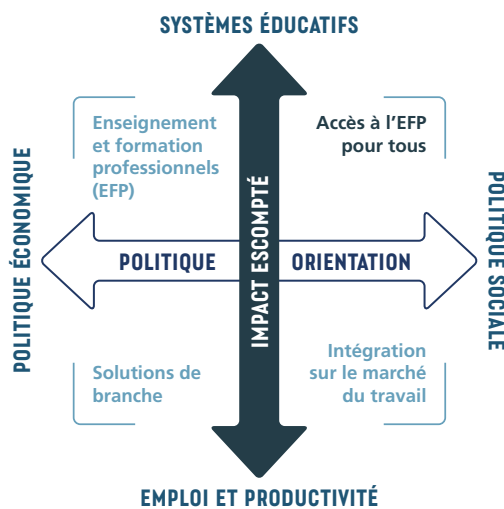 SYSTÈMES ÉDUCATIFS
Enseignement
et formation
professionnels
(EFP)
Accès à l'EFP
pour tous
POLITIQUE ÉCONOMIQUE
POLITIQUE
IMPACT ESCOMPTÉ
ORIENTATION
POLITIQUE SOCIALE
Solutions de
branche
Intégration
sur le marché
du travail
EMPLOI ET PRODUCTIVITÉ